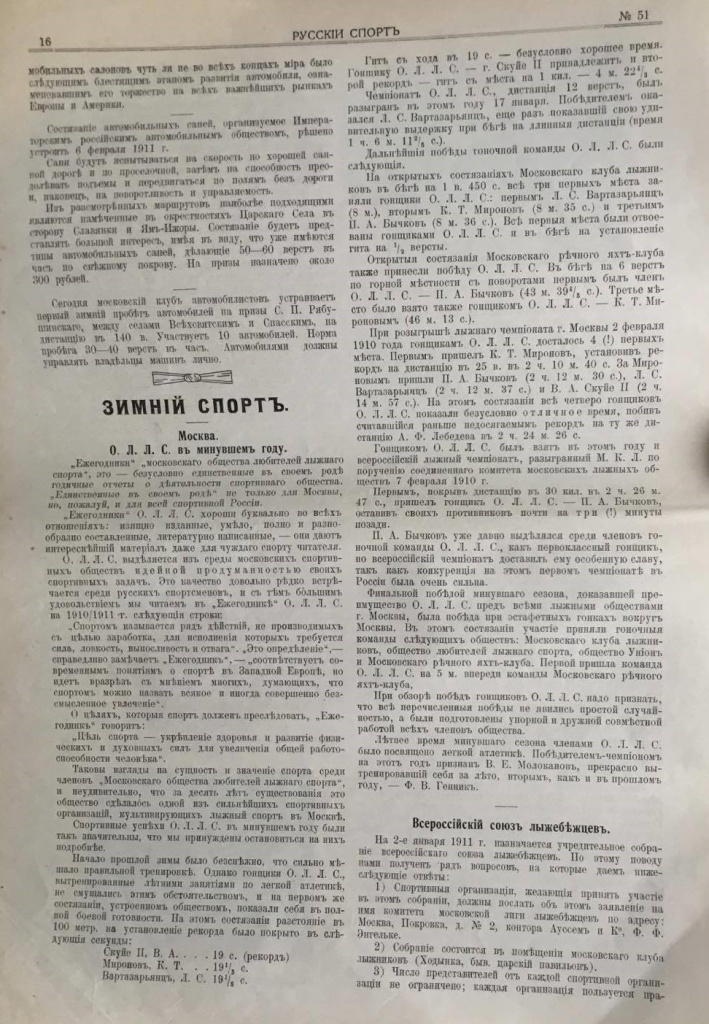 16
РУССКІЙ СПОРТЪ
№ 51
мобильныхъ салоновъ чуть ли не во всѣхъ концахъ міра было
слѣдующимъ блестящимъ этапомъ развитія автомобиля, озна-
меновавшимъ его торжество на всѣхъ важнѣйшихъ рынкахъ
Европы и Америки.
Состязаніе автомобильныхъ саней, организуемое Импера-
торскимъ россійскимъ автомобильнымъ обществомъ, рѣшено
устроить 6 февраля 1911 г.
Сани будутъ испытываться на скорость по хорошей сан-
ной дорогѣ и по проселочной, затѣмъ на способность прео-
долѣвать подъемы и передвигаться по полямъ безъ дороги
и, наконецъ, на поворотливость и управляемость.
Изъ разсмотрѣнныхъ маршрутовъ наиболѣе подходящими
являются намѣченные въ окрестностяхъ Царскаго Села въ
сторону Славянки и Ямъ-Ижоры. Состязаніе будетъ пред-
ставлять большой интересъ, имѣя въ виду, что уже имѣются
типы автомобильныхъ саней, дѣлающіе 50—60 верстъ въ
часъ по снѣжному покрову. На призы назначено около
300 рублей.
Сегодня московскій клубъ автомобилистовъ устраиваетъ
первый зимній пробѣгъ автомобилей на призы С. П. Рябу-
шинскаго, между селами Всѣхсвятскимъ и Спасскимъ, на
дистанцію въ 140 в. Участвуетъ 10 автомобилей. Норма
пробѣга 30—40 верстъ въ часъ. Автомобилями должны
управлять владѣльцы машинъ лично.
ЗИМНІЙ СПОРТЪ.
Москва.
О. Л. Л. С. въ минувшемъ году.
„Ежегодники“ „московскаго общества любителей лыжнаго
спорта“, это — безусловно единственные въ своемъ родѣ
годичные отчеты о дѣятельности спортивнаго общества.
„Единственные въ своемъ родѣ“ не только для Москвы,
но, пожалуй, и для всей спортивной Россіи.
„Ежегодники“ О. Л. Л. С. хороши буквально во всѣхъ
отношеніяхъ: изящно изданные, умѣло, полно и разно-
образно составленные, литературно написанные, — они даютъ
интереснѣйшій матеріалъ даже для чуждаго спорту читателя.
О. Л. Л. С. выдѣляется изъ среды московскихъ спортив-
ныхъ обществъ идейной продуманностью своихъ
спортивныхъ задачъ. Это качество довольно рѣдко встрѣ-
чается среди русскихъ спортсменовъ, и съ тѣмъ большимъ
удовольствіемъ мы читаемъ въ „Ежегодникѣ“ О. Л. Л. С.
на 1910/1911 г. слѣдующія строки:
„Спортомъ называется рядъ дѣйствій, не производимыхъ
съ цѣлью заработка, для исполненія которыхъ требуется
сила, ловкость, выносливость и отвага“. „Это опредѣленіе“,—
справедливо замѣчаетъ „Ежегодникъ“,—„соотвѣтствуетъ со-
временнымъ понятіямъ о спортѣ въ Западной Европѣ, но
идетъ вразрѣзъ съ мнѣніемъ многихъ, думающихъ, что
спортомъ можно назвать всякое и иногда совершенно без-
смысленное увлеченіе“.
О цѣляхъ, которыя спортъ долженъ преслѣдовать, „Еже-
годникъ“ говоритъ:
„Цѣль спорта — укрѣпленіе здоровья и развитіе физи-
ческихъ и духовныхъ силъ для увеличенія общей работо-
способности человѣка“.
Таковы взгляды на сущность и значеніе спорта среди
членовъ „Московскаго общества любителей лыжнаго спорта“,
и неудивительно, что за десять лѣтъ существованія это
общество сдѣлалось одной изъ сильнѣйшихъ спортивныхъ
организацій, культивирующихъ лыжный спортъ въ Москвѣ.
Спортивные успѣхи О. Л. Л. С. въ минувшемъ году были
такъ значительны, что мы принуждены остановиться на нихъ
подробнѣе.
Начало прошлой зимы было безснѣжно, что сильно мѣ-
шало правильной тренировкѣ. Однако гонщики О. Л. Л. С.,
вытренированные лѣтними занятіями по легкой атлетикѣ,
не смущались этимъ обстоятельствомъ, и на первомъ же
состязаніи, устроенномъ обществомъ, показали себя въ пол-
ной боевой готовности. На этомъ состязаніи разстояніе въ
100 метр. на установленіе рекорда было покрыто въ слѣ-
дующія секунды:
Скуйе II, В. А. . . . 19 с. (рекордъ)
Мироновъ, К. Т. . . 19¹/₅ с.
Вартазарьянцъ, Л. С. 19¹/₅ с.
Гитъ съ хода въ 19 с. — безусловно хорошее время.
Гонщику О. Л. Л. С. — г. Скуйе II принадлежитъ и вто-
рой рекордъ — гитъ съ мѣста на 1 кил. — 4 м. 22⁴/₅ с.
Чемпіонатъ О. Л. Л. С., дистанція 12 верстъ, былъ
разыгранъ въ этомъ году 17 января. Побѣдителемъ ока-
зался Л. С. Вартазарьянцъ, еще разъ показавшій свою уди-
вительную выдержку при бѣгѣ на длинныя дистанціи (время
1 ч. 6 м. 11²/₅ с.).
Дальнѣйшія побѣды гоночной команды О. Л. Л. С. были
слѣдующія.
На открытыхъ состязаніяхъ Московскаго клуба лыжни-
ковъ въ бѣгѣ на 1 в. 450 с. всѣ три первыхъ мѣста за-
няли гонщики О. Л. Л. С.: первымъ Л. С. Вартазарьянцъ
(8 м.), вторымъ К. Т. Мироновъ (8 м. 35 с.) и третьимъ
П. А. Бычковъ (8 м. 36 с.). Всѣ первыя мѣста были отвое-
ваны гонщиками О. Л. Л. С. и въ бѣгѣ на установленіе
гита на ¹/₂ версты.
Открытыя состязанія Московскаго рѣчного яхтъ-клуба
также принесли побѣду О. Л. Л. С. Въ бѣгѣ на 6 верстъ
по горной мѣстности съ поворотами первымъ былъ членъ
О. Л. Л. С. — П. А. Бычковъ (43 м. 39⁴/₅ с.). Третье мѣ-
сто было взято также гонщикомъ О. Л. Л. С. — К. Т. Ми-
роновымъ (46 м. 13 с.).
При розыгрышѣ лыжнаго чемпіоната г. Москвы 2 февраля
1910 года гонщикамъ О. Л. Л. С. досталось 4 (!) первыхъ
мѣста. Первымъ пришелъ К. Т. Мироновъ, установивъ ре-
кордъ на дистанцію въ 25 в. въ 2 ч. 10 м. 40 с. За Миро-
новымъ пришли П. А. Бычковъ (2 ч. 12 м. 30 с.), Л. С.
Вартазарьянцъ (2 ч. 12 м. 37 с.) и В. А. Скуйе II (2 ч.
14 м. 57 с.). На этомъ состязаніи всѣ четверо гонщиковъ
О. Л. Л. С. показали безусловно отличное время, побивъ
считавшійся раньше недосягаемымъ рекордъ на ту же ди-
станцію А. Ф. Лебедева въ 2 ч. 24 м. 26 с.
Гонщикомъ О. Л. Л. С. былъ взятъ въ этомъ году и
всероссійскій лыжный чемпіонатъ, разыгранный М. К. Л. по
порученію соединеннаго комитета московскихъ лыжныхъ об-
ществъ 7 февраля 1910 г.
Первымъ, покрывъ дистанцію въ 30 кил. въ 2 ч. 26 м.
47 с., пришелъ гонщикъ О. Л. Л. С. — П. А. Бычковъ,
оставивъ своихъ противниковъ почти на три (!) минуты
позади.
П. А. Бычковъ уже давно выдѣлялся среди членовъ го-
ночной команды О. Л. Л. С., какъ первоклассный гонщикъ,
но всероссійскій чемпіонатъ доставилъ ему особенную славу,
такъ какъ конкуренція на этомъ первомъ чемпіонатѣ въ
Россіи была очень сильна.
Финальной побѣдой минувшаго сезона, доказавшей пре-
имущество О. Л. Л. С. предъ всѣми лыжными обществами
г. Москвы, была побѣда при эстафетныхъ гонкахъ вокругъ
Москвы. Въ этомъ состязаніи участіе приняли гоночныя
команды слѣдующихъ обществъ: Московскаго клуба лыжни-
ковъ, общество любителей лыжнаго спорта, общество Уніонъ
и Московскаго рѣчного яхтъ-клуба. Первой пришла команда
О. Л. Л. С. на 5 м. впереди команды Московскаго рѣчного
яхтъ-клуба.
При обзорѣ побѣдъ гонщиковъ О. Л. Л. С. надо признать,
что всѣ перечисленныя побѣды не явились простой случай-
ностью, а были подготовлены упорной и дружной совмѣстной
работой всѣхъ членовъ общества.
Лѣтнее время минувшаго сезона членами О. Л. Л. С.
было посвящено легкой атлетикѣ. Побѣдителемъ-чемпіономъ
на этотъ годъ признанъ В. Е. Молокановъ, прекрасно вы-
тренировавшій себя за лѣто, вторымъ, какъ и въ прошломъ
году, — Ф. В. Генникъ.
Всероссійскій союзъ лыжебѣжцевъ.
На 2-е января 1911 г. назначается учредительное собра-
ніе всероссійскаго союза лыжебѣжцевъ. По этому поводу
нами полученъ рядъ вопросовъ, на которые даемъ ниже-
слѣдующіе отвѣты:
1) Спортивныя организаціи, желающія принять участіе
въ этомъ собраніи, должны послать объ этомъ заявленіе на
имя комитета московской лиги лыжебѣжцевъ по адресу:
Москва, Покровка, д. № 2, контора Ауссемъ и Кº, Ф. Ф.
Энгельке.
2) Собраніе состоится въ помѣщеніи московскаго клуба
лыжниковъ (Ходынка, быв. царскій павильонъ).
3) Число представителей отъ каждой спортивной органи-
заціи не ограничено; каждая организація пользуется пра-